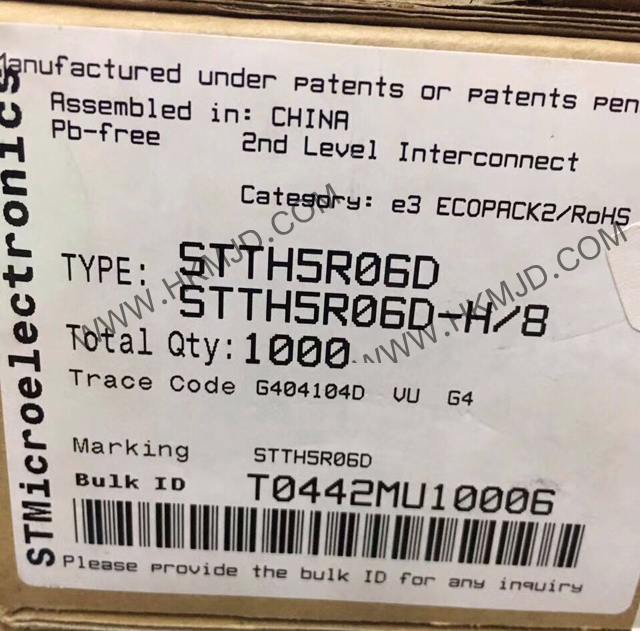 Manufactured under patents or patents pen
Assembled in: CHINA
Pb-free 2nd Level Interconnect
Category: e3 ECOPACK2/RoHS
TYPE: STTH5R06D
STTH5R06D-H/8
Total Qty: 1000
Trace Code G404104D VU G4
Marking STTH5R06D
Bulk ID T0442MU10006
Please provide the bulk ID for any inquiry
STMicroelectronics
WWW.HKMJD.COM
WWW.HKMJD.COM